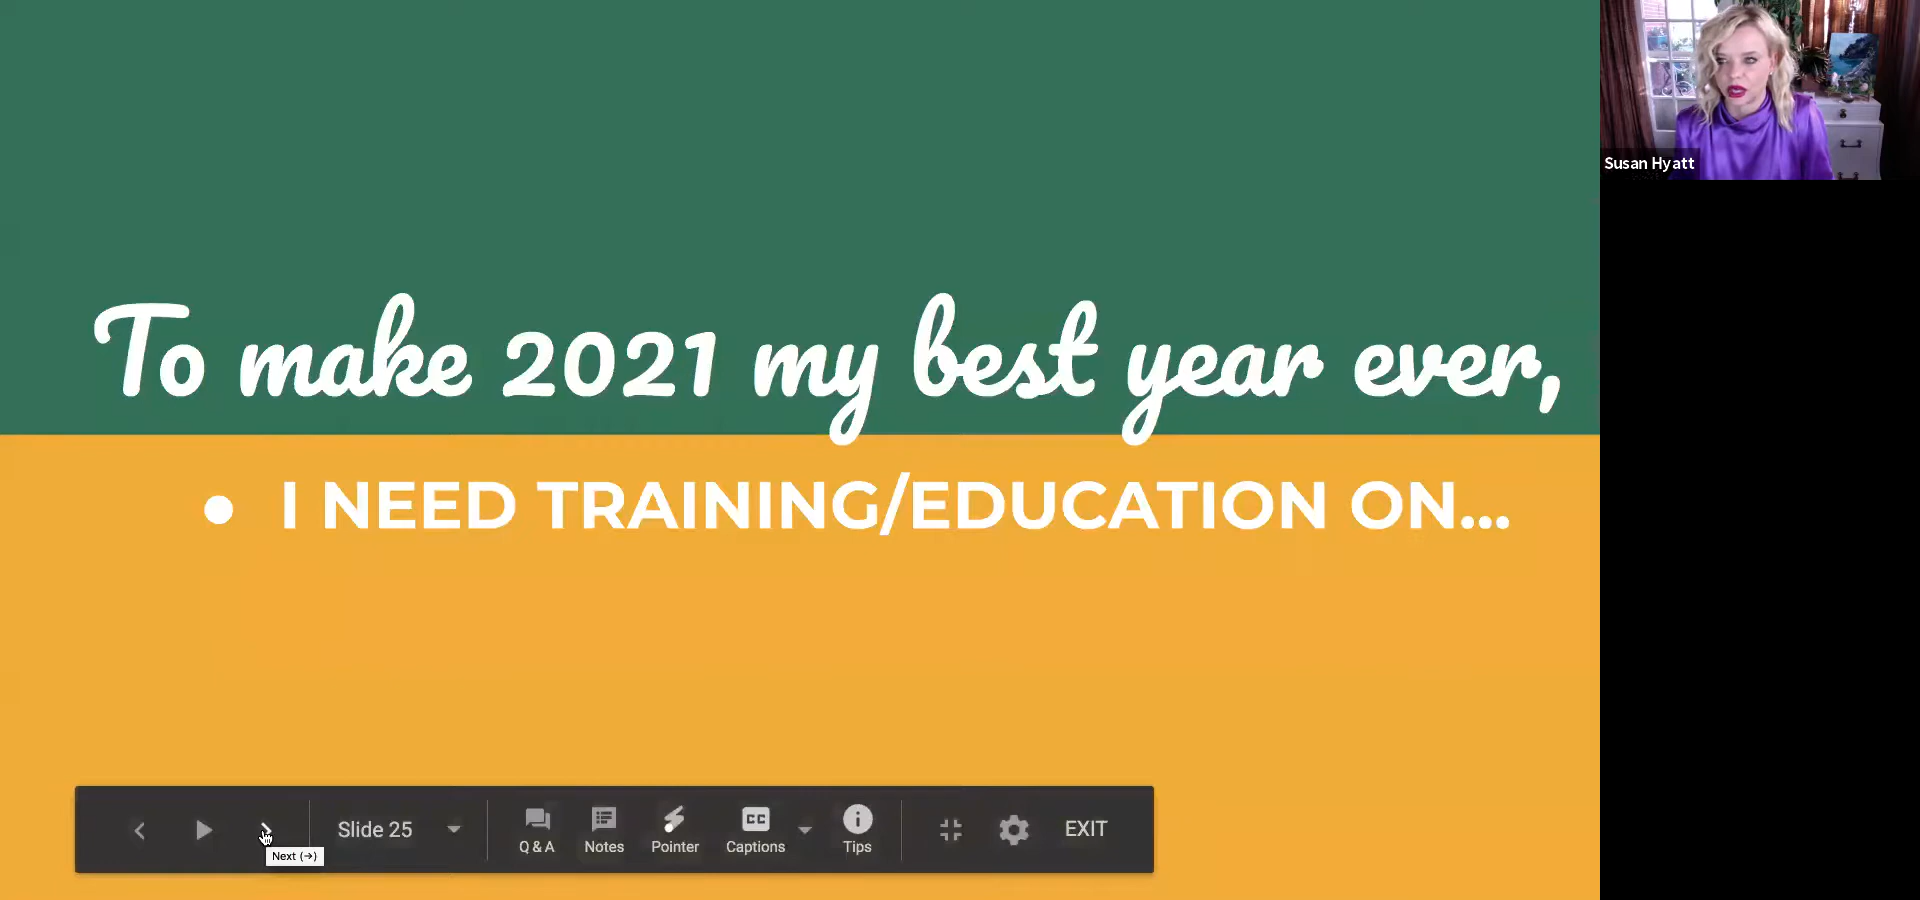 To make 2021 my best year ever,
● I NEED TRAINING/EDUCATION ON...
Susan Hyatt
Slide 25
Q & A
Notes
Pointer
CC
Captions
Tips
EXIT
Next (→)